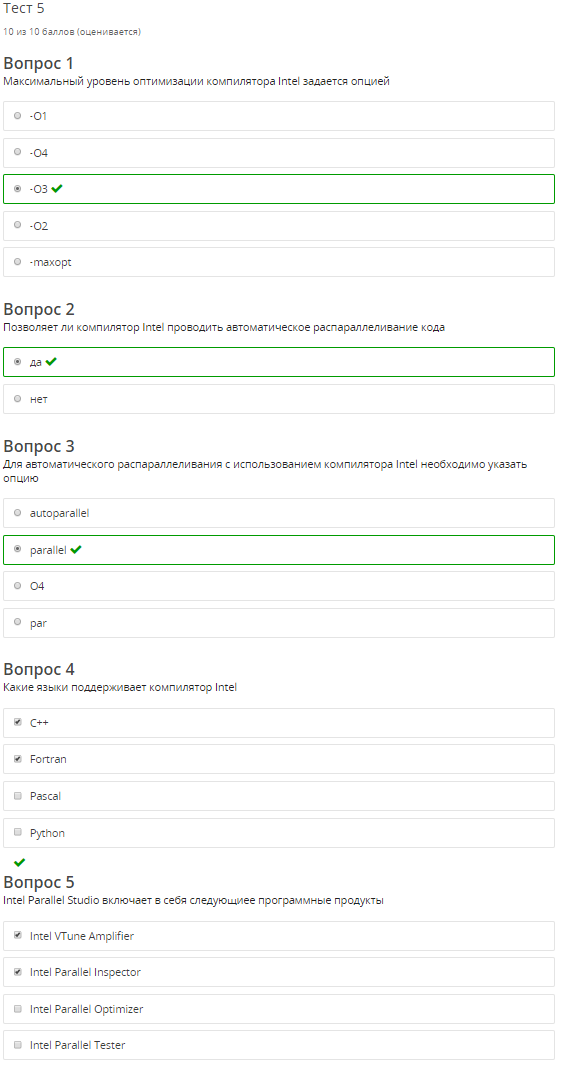 Тест 5
10 из 10 баллов (оценивается)
Вопрос 1
Максимальный уровень оптимизации компилятора Intel задается опцией
-O1
-O4
-O3
-O2
-maxopt
Вопрос 2
Позволяет ли компилятор Intel проводить автоматическое распараллеливание кода
да
нет
Вопрос 3
Для автоматического распараллеливания с использованием компилятора Intel необходимо указать
опцию
autoparallel
parallel
O4
par
Вопрос 4
Какие языки поддерживает компилятор Intel
C++
Fortran
Pascal
Python
Вопрос 5
Intel Parallel Studio включает в себя следующиее программные продукты
Intel VTune Amplifier
Intel Parallel Inspector
Intel Parallel Optimizer
Intel Parallel Tester